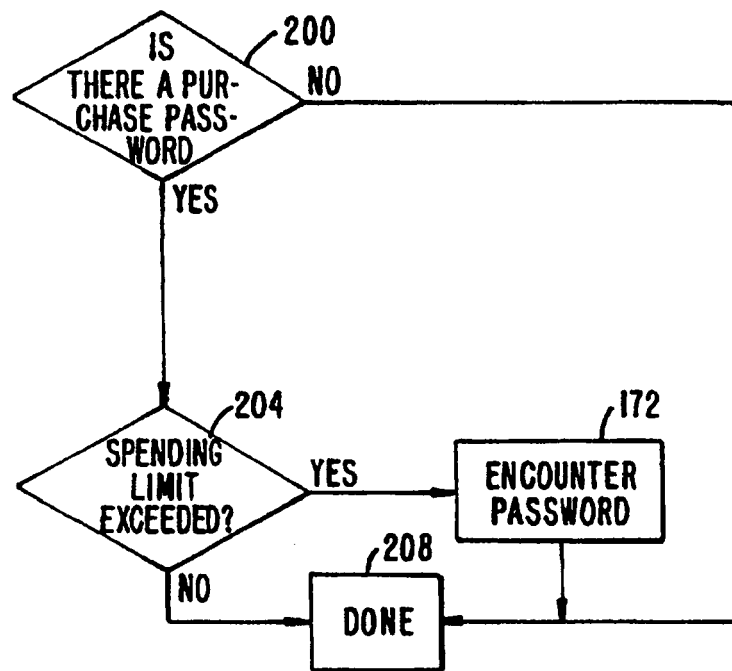 200
IS
THERE A PUR-
CHASE PASS-
WORD
NO
YES
204
SPENDING
LIMIT
EXCEEDED?
YES
172
ENCOUNTER
PASSWORD
NO
208
DONE